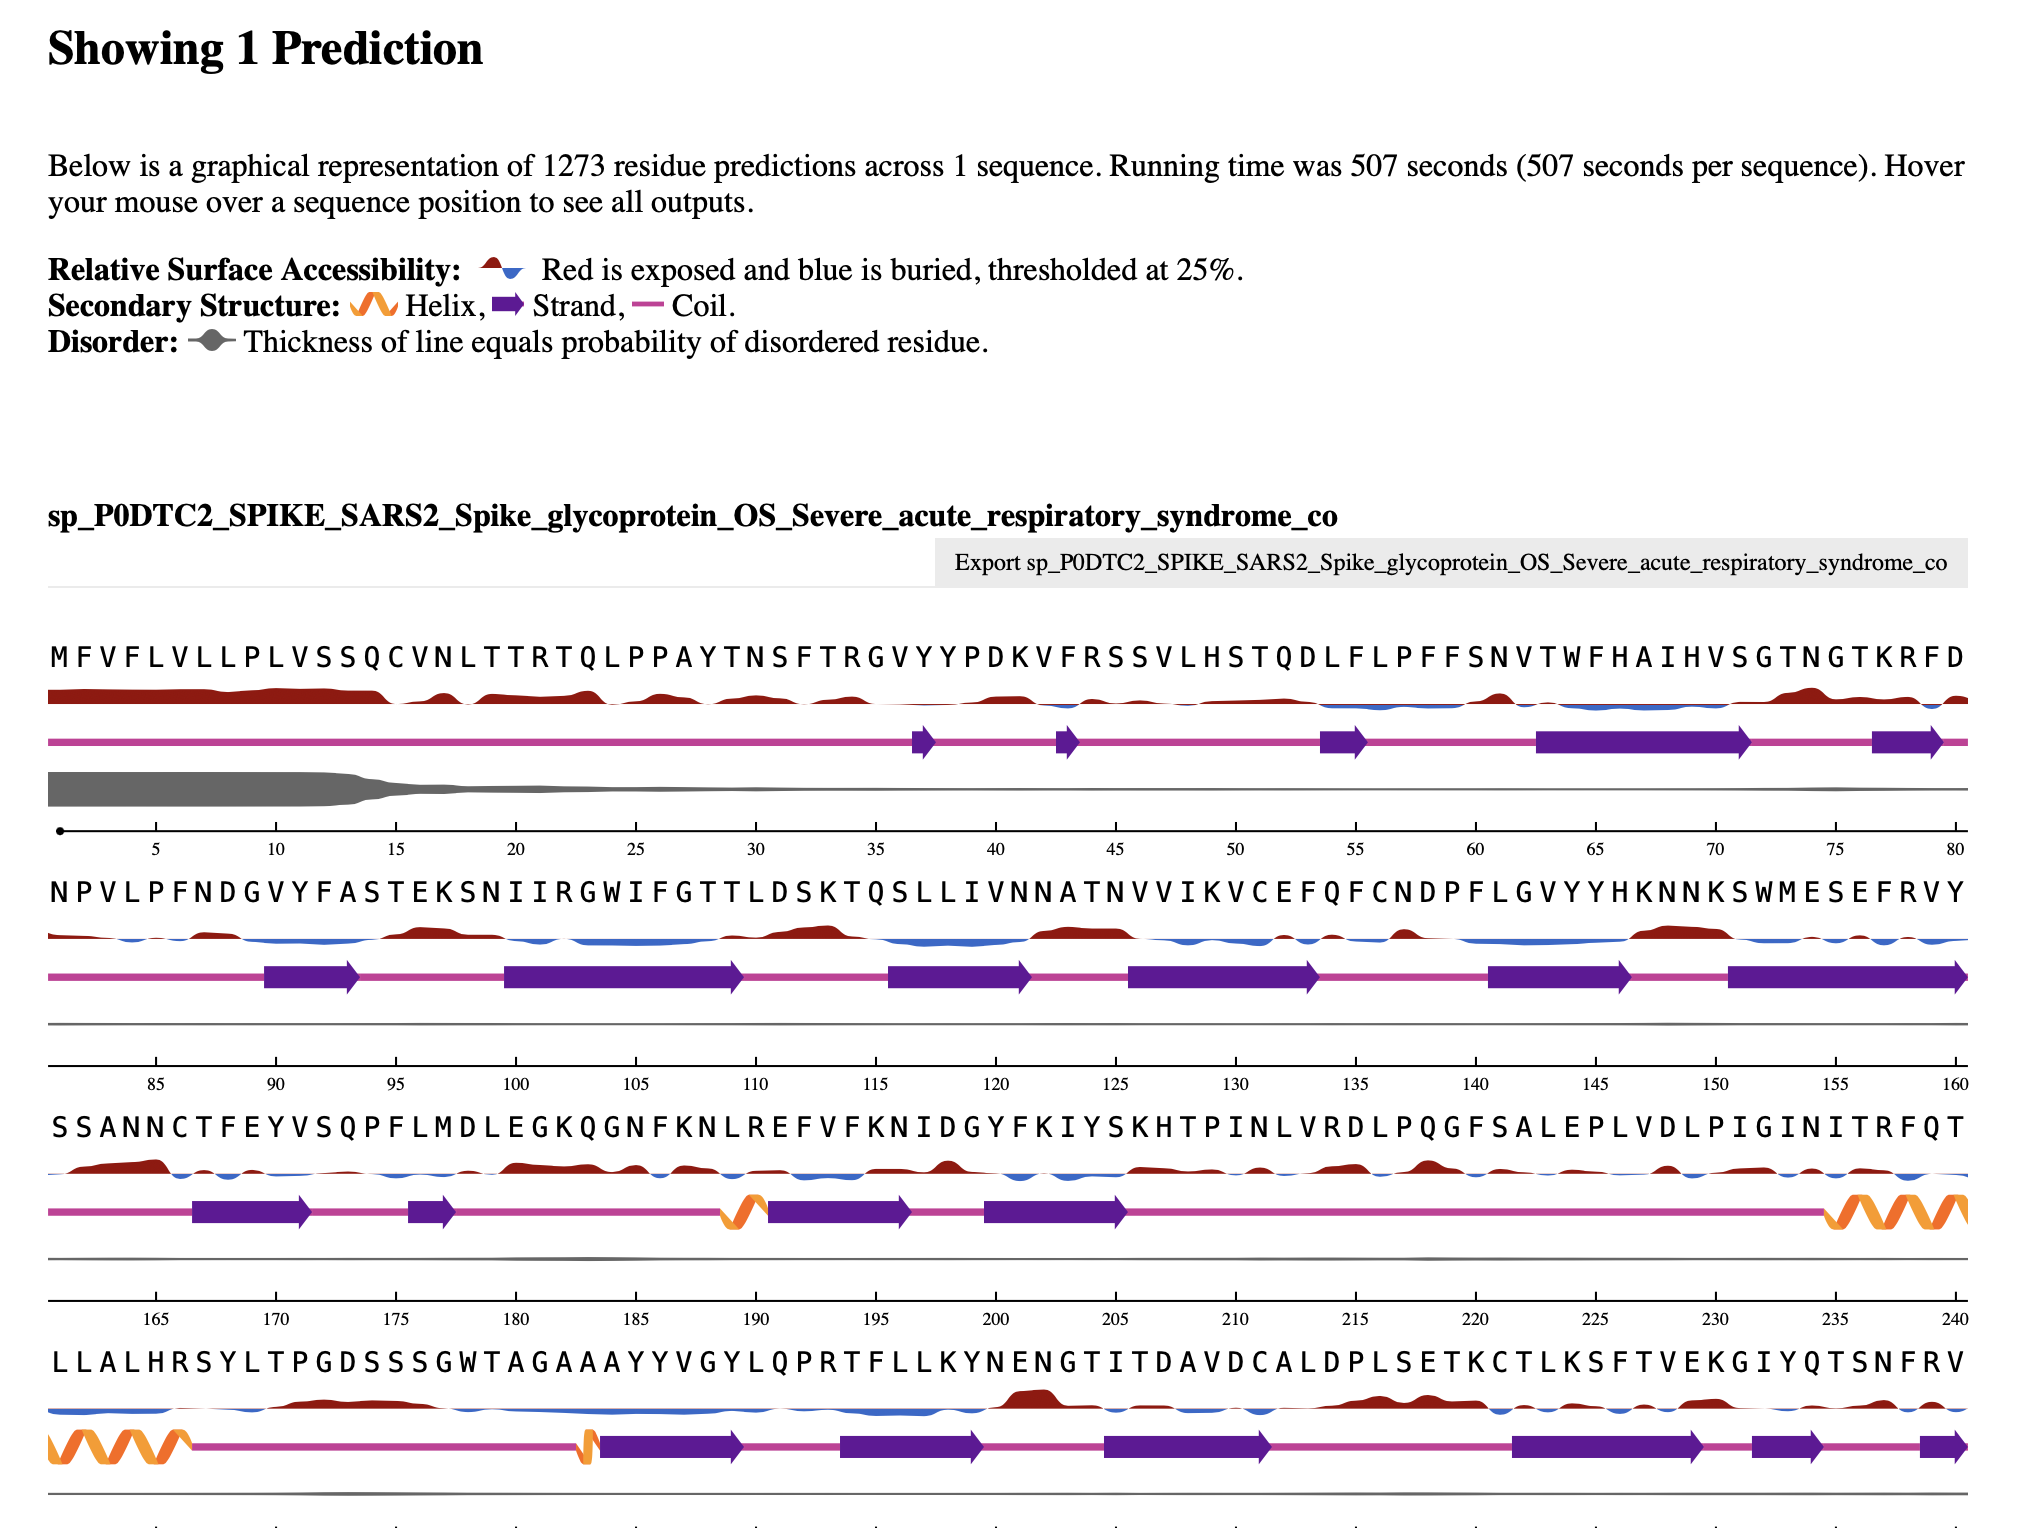 Showing 1 Prediction
Below is a graphical representation of 1273 residue predictions across 1 sequence. Running time was 507 seconds (507 seconds per sequence). Hover
your mouse over a sequence position to see all outputs.
Relative Surface Accessibility: Red is exposed and blue is buried, thresholded at 25%.
Secondary Structure: Helix, Strand, Coil.
Disorder: Thickness of line equals probability of disordered residue.
sp_P0DTC2_SPIKE_SARS2_Spike_glycoprotein_OS_Severe_acute_respiratory_syndrome_co
Export sp_P0DTC2_SPIKE_SARS2_Spike_glycoprotein_OS_Severe_acute_respiratory_syndrome_co
MFVFLVLLPLVSSQCVNLTTRTQLPPAYTNSFTRGVYYPDKVFRSSVLHSTQDLFLPFFSNVTWFHAIHVSGTNGTKRFD
5 10 15 20 25 30 35 40 45 50 55 60 65 70 75 80
NPVLPFNDGVYFASTEKSNIIRGWIFGTTLDSKTQSLLIVNNATNVVIKVCEFQFCNDPFLGVYYHKNNKSWMESEFRVY
85 90 95 100 105 110 115 120 125 130 135 140 145 150 155 160
SSANNCTFEYVSQPFLMDLEGKQGNFKNLREFVFKNIDGYFKIYSKHTPINLVRDLPQGFSALEPLVDLPIGINITRFQT
165 170 175 180 185 190 195 200 205 210 215 220 225 230 235 240
LLALHRSYLTPGDSSSGWTAGAAAYYVGYLQPRTFLLKYNENGTITDAVDCALDPLSETKCTLKSFTVEKGIYQTSNFRV